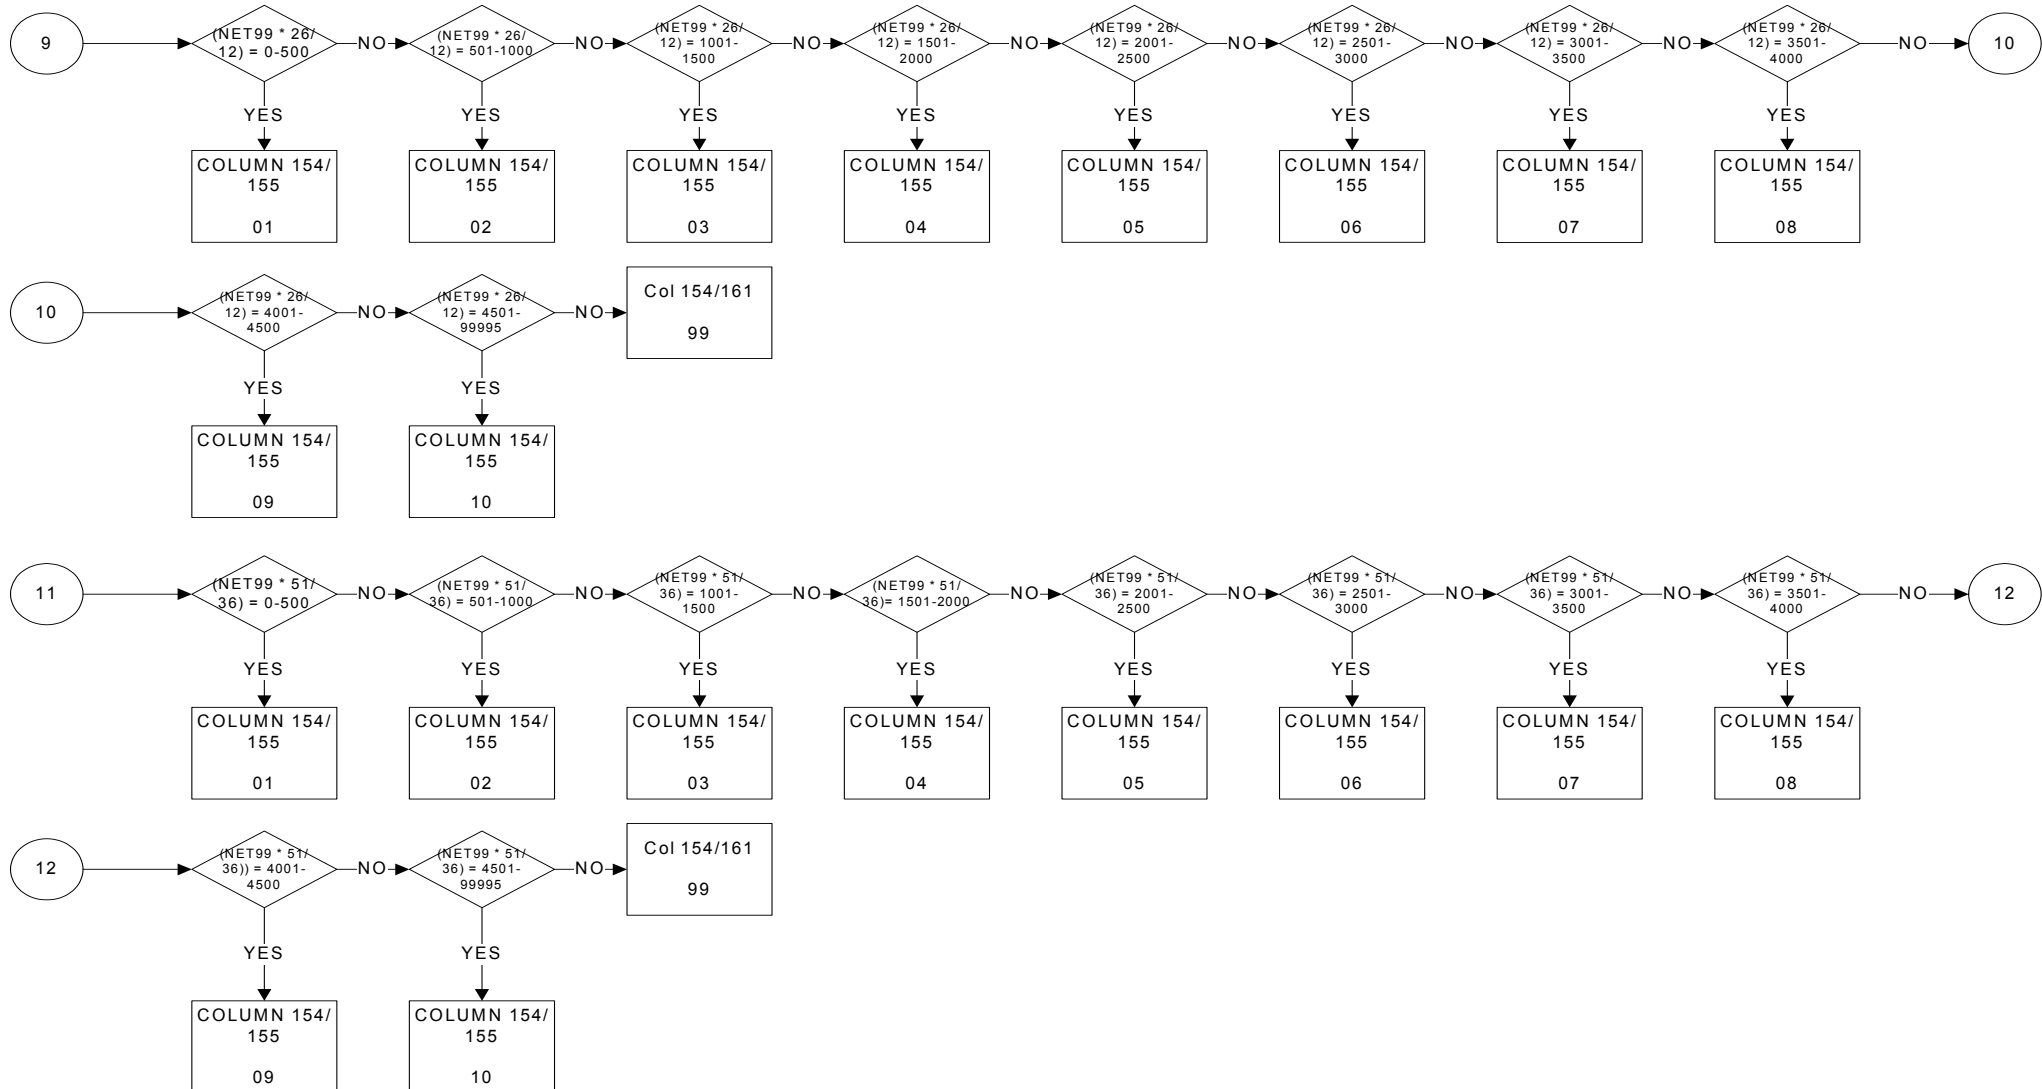 9
(NET99 * 26/
12) = 0-500
NO
(NET99 * 26/
12) = 501-1000
NO
(NET99 * 26/
12) = 1001-
1500
NO
(NET99 * 26/
12) = 1501-
2000
NO
(NET99 * 26/
12) = 2001-
2500
NO
(NET99 * 26/
12) = 2501-
3000
NO
(NET99 * 26/
12) = 3001-
3500
NO
(NET99 * 26/
12) = 3501-
4000
NO
10
YES
YES
YES
YES
YES
YES
YES
YES
COLUMN 154/
155
01
COLUMN 154/
155
02
COLUMN 154/
155
03
COLUMN 154/
155
04
COLUMN 154/
155
05
COLUMN 154/
155
06
COLUMN 154/
155
07
COLUMN 154/
155
08
10
(NET99 * 26/
12) = 4001-
4500
NO
(NET99 * 26/
12) = 4501-
99995
NO
Col 154/161
99
YES
YES
COLUMN 154/
155
09
COLUMN 154/
155
10
11
(NET99 * 51/
36) = 0-500
NO
(NET99 * 51/
36) = 501-1000
NO
(NET99 * 51/
36) = 1001-
1500
NO
(NET99 * 51/
36)= 1501-2000
NO
(NET99 * 51/
36) = 2001-
2500
NO
(NET99 * 51/
36) = 2501-
3000
NO
(NET99 * 51/
36) = 3001-
3500
NO
(NET99 * 51/
36) = 3501-
4000
NO
12
YES
YES
YES
YES
YES
YES
YES
YES
COLUMN 154/
155
01
COLUMN 154/
155
02
COLUMN 154/
155
03
COLUMN 154/
155
04
COLUMN 154/
155
05
COLUMN 154/
155
06
COLUMN 154/
155
07
COLUMN 154/
155
08
12
(NET99 * 51/
36)) = 4001-
4500
NO
(NET99 * 51/
36) = 4501-
99995
NO
Col 154/161
99
YES
YES
COLUMN 154/
155
09
COLUMN 154/
155
10